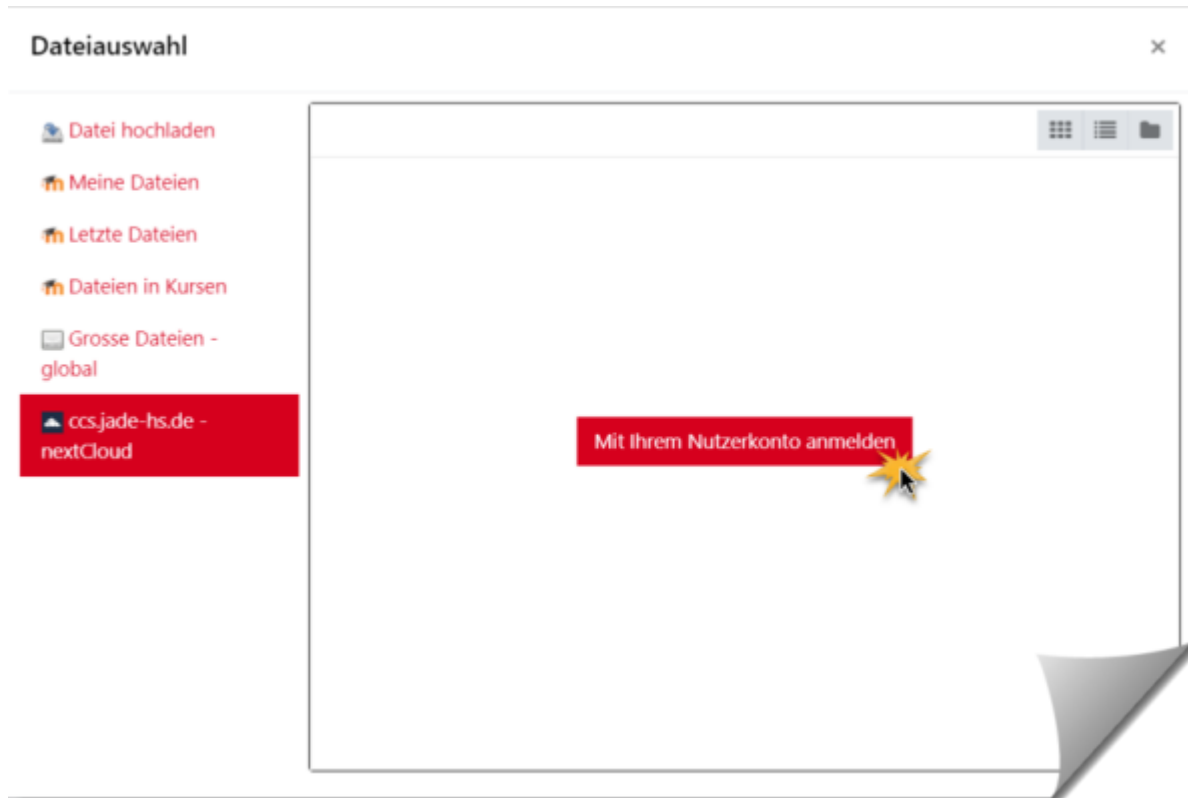 Dateiauswahl
Datei hochladen
Meine Dateien
Letzte Dateien
Dateien in Kursen
Grosse Dateien -
global
ccs.jade-hs.de -
nextCloud
Mit Ihrem Nutzerkonto anmelden